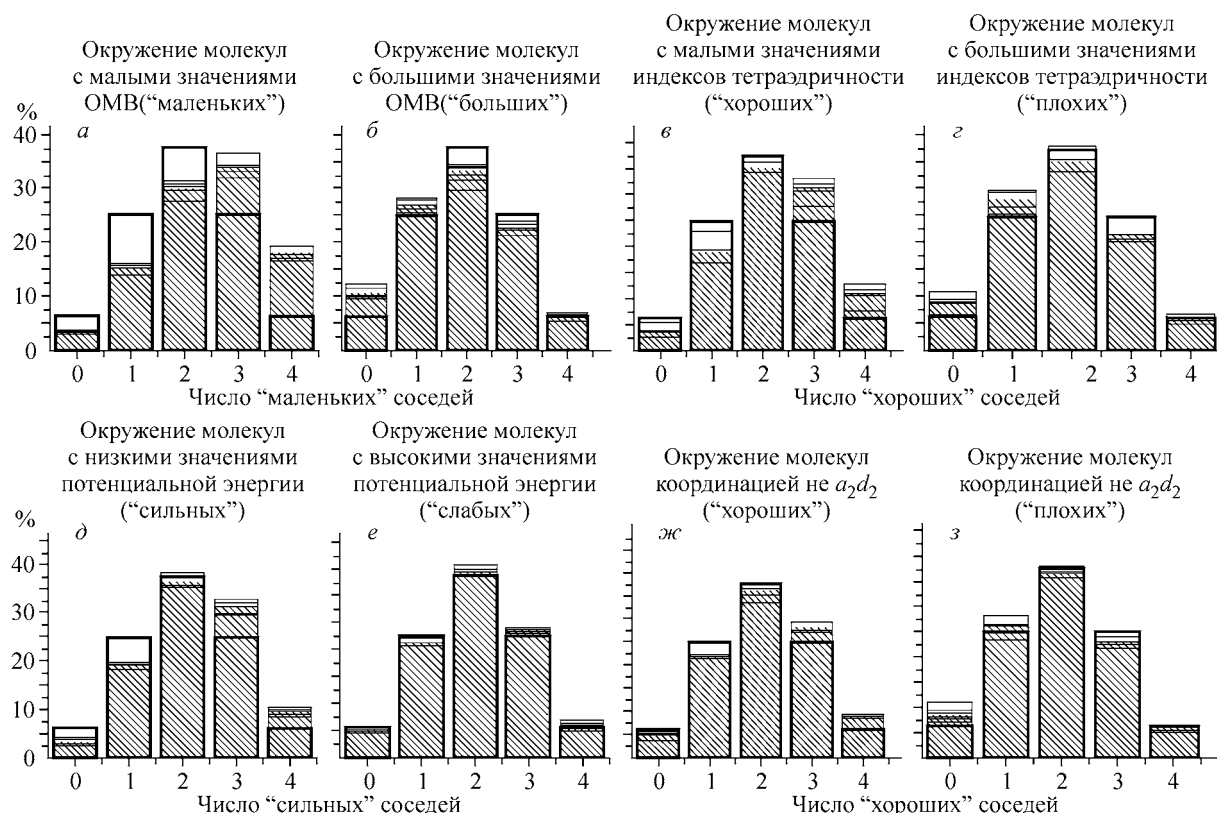 Окружение молекул
с малыми значениями
ОМВ(“маленьких”)
Окружение молекул
с большими значениями
ОМВ(“больших”)
Окружение молекул
с малыми значениями
индексов тетраэдричности
(“хороших”)
Окружение молекул
с большими значениями
индексов тетраэдричности
(“плохих”)
%
40
30
20
10
0
а
б
в
г
0 1 2 3 4
0 1 2 3 4
0 1 2 3 4
0 1 2 3 4
Число “маленьких” соседей
Число “хороших” соседей
Окружение молекул
с низкими значениями
потенциальной энергии
(“сильных”)
Окружение молекул
с высокими значениями
потенциальной энергии
(“слабых”)
Окружение молекул
координацией не a₂d₂
(“хороших”)
Окружение молекул
координацией не a₂d₂
(“плохих”)
%
40
30
20
10
0
д
е
ж
з
0 1 2 3 4
0 1 2 3 4
0 1 2 3 4
0 1 2 3 4
Число “сильных” соседей
Число “хороших” соседей